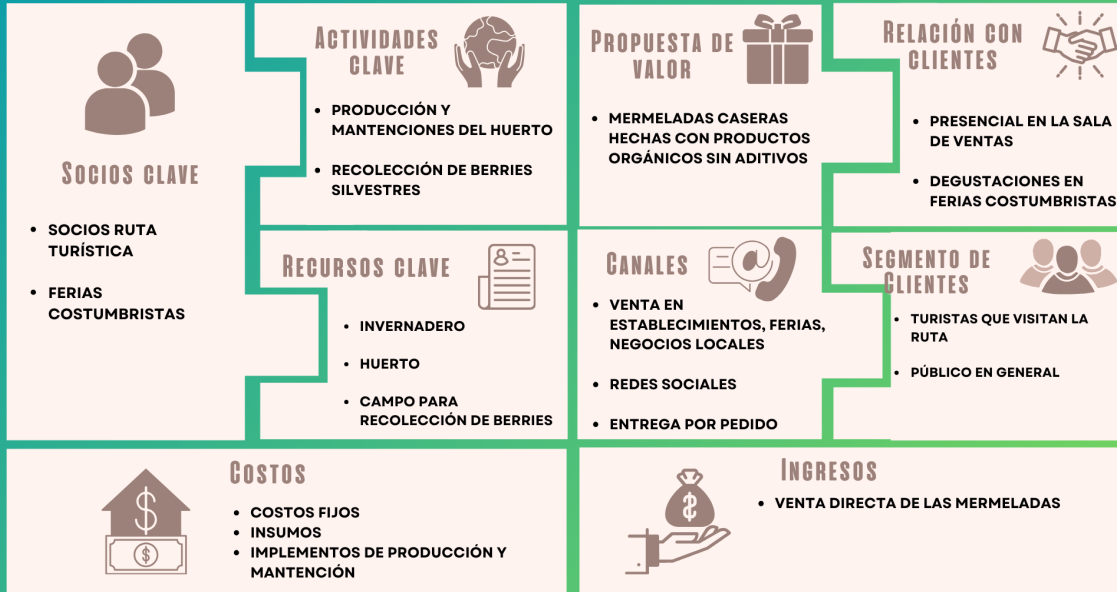 SOCIOS CLAVE
• SOCIOS RUTA
TURÍSTICA
• FERIAS
COSTUMBRISTAS
ACTIVIDADES
CLAVE
• PRODUCCIÓN Y
MANTENCIONES DEL HUERTO
• RECOLECCIÓN DE BERRIES
SILVESTRES
RECURSOS CLAVE
• INVERNADERO
• HUERTO
• CAMPO PARA
RECOLECCIÓN DE BERRIES
PROPUESTA DE
VALOR
• MERMELADAS CASERAS
HECHAS CON PRODUCTOS
ORGÁNICOS SIN ADITIVOS
CANALES
• VENTA EN
ESTABLECIMIENTOS, FERIAS,
NEGOCIOS LOCALES
• REDES SOCIALES
• ENTREGA POR PEDIDO
RELACIÓN CON
CLIENTES
• PRESENCIAL EN LA SALA
DE VENTAS
• DEGUSTACIONES EN
FERIAS COSTUMBRISTAS
SEGMENTO DE
CLIENTES
• TURISTAS QUE VISITAN LA
RUTA
• PÚBLICO EN GENERAL
COSTOS
• COSTOS FIJOS
• INSUMOS
• IMPLEMENTOS DE PRODUCCIÓN Y
MANTENCIÓN
INGRESOS
• VENTA DIRECTA DE LAS MERMELADAS